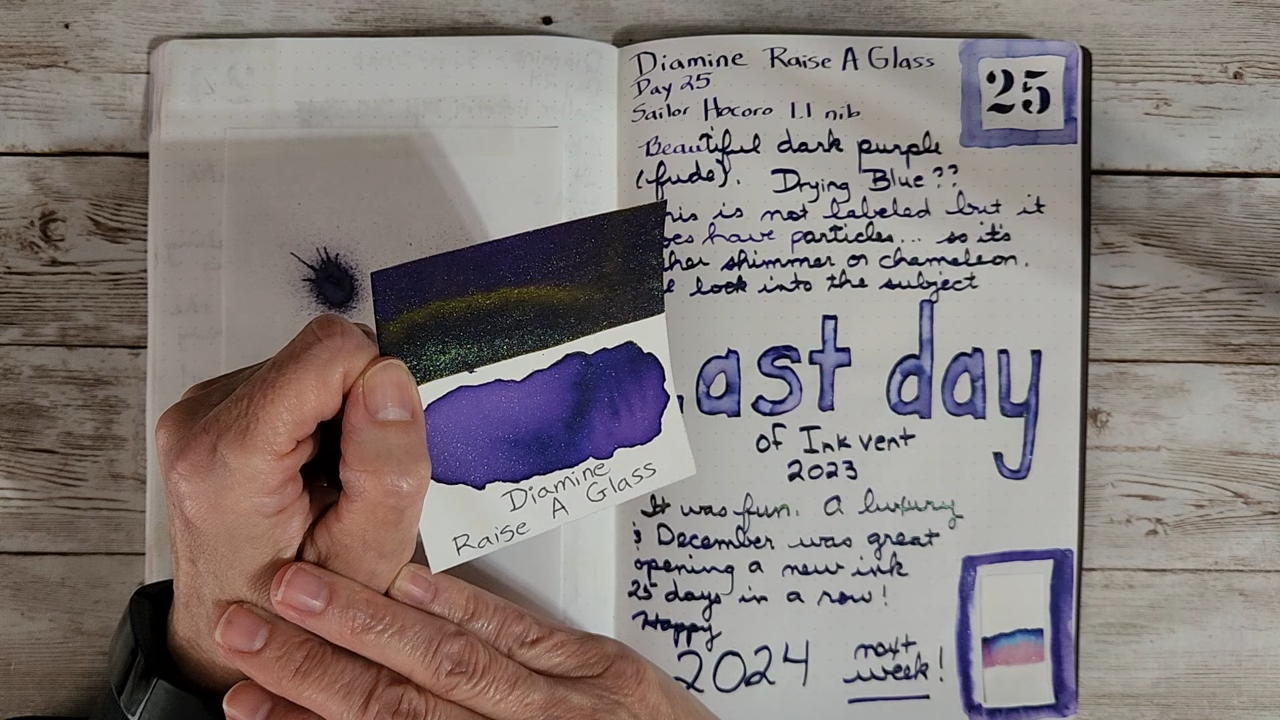 Diamine Raise A Glass
Day 25
Sailor Hocoro 1.1 nib
25
Beautiful dark purple
(fude). Drying Blue??
his is not labeled but it
es have particles... so it's
her shimmer or chameleon.
look into the subject
ast day
of Inkvent
2023
It was fun. A luxury
& December was great
opening a new ink
25 days in a row!
Happy
2024 next
week!
Diamine
Raise A Glass